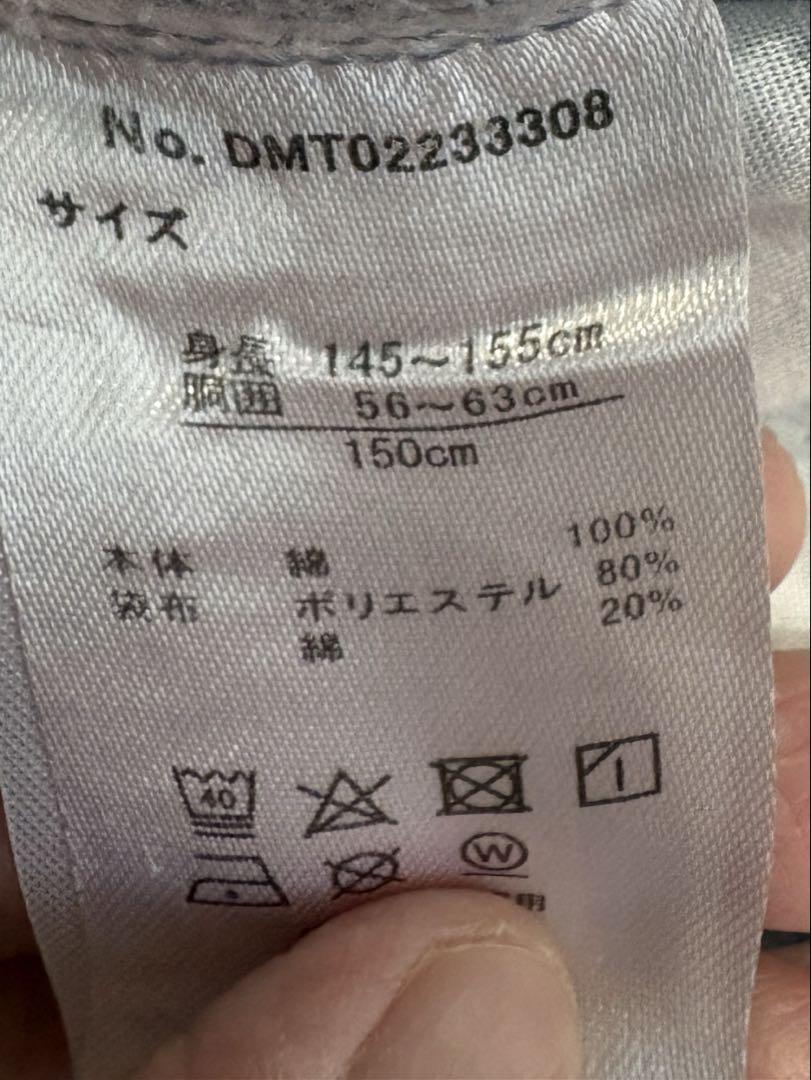 No. DMT02233308
サイズ
身長 145~155cm
胴囲 56~63cm
150cm
本体 綿 100%
袋布 ポリエステル 80%
綿 20%
40
W